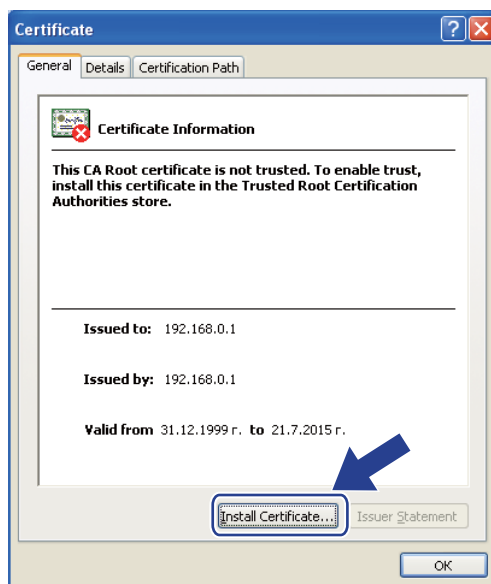 Certificate
General Details Certification Path
Certificate Information
This CA Root certificate is not trusted. To enable trust,
install this certificate in the Trusted Root Certification
Authorities store.
Issued to: 192.168.0.1
Issued by: 192.168.0.1
Valid from 31.12.1999 г. to 21.7.2015 г.
Install Certificate... Issuer Statement
OK